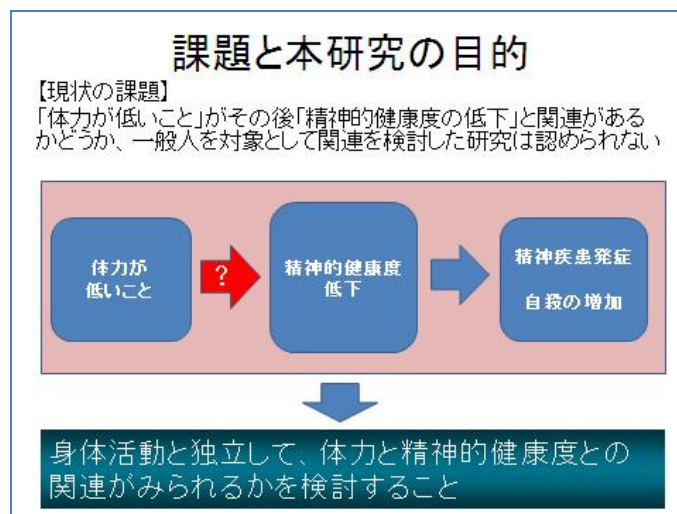 課題と本研究の目的
【現状の課題】
「体力が低いこと」がその後「精神的健康度の低下」と関連がある
かどうか、一般人を対象として関連を検討した研究は認められない
体力が
低いこと
?
精神的健康度
低下
精神疾患発症
自殺の増加
身体活動と独立して、体力と精神的健康度との
関連がみられるかを検討すること